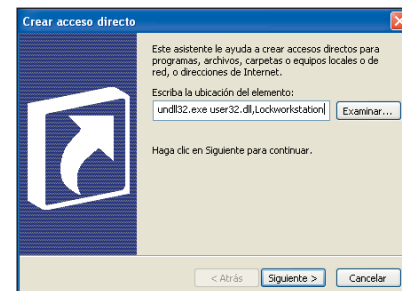 Crear acceso directo
Este asistente le ayuda a crear accesos directos para
programas, archivos, carpetas o equipos locales o de
red, o direcciones de Internet.
Escriba la ubicación del elemento:
undll32.exe user32.dll,Lockworkstation
Examinar...
Haga clic en Siguiente para continuar.
< Atrás
Siguiente >
Cancelar